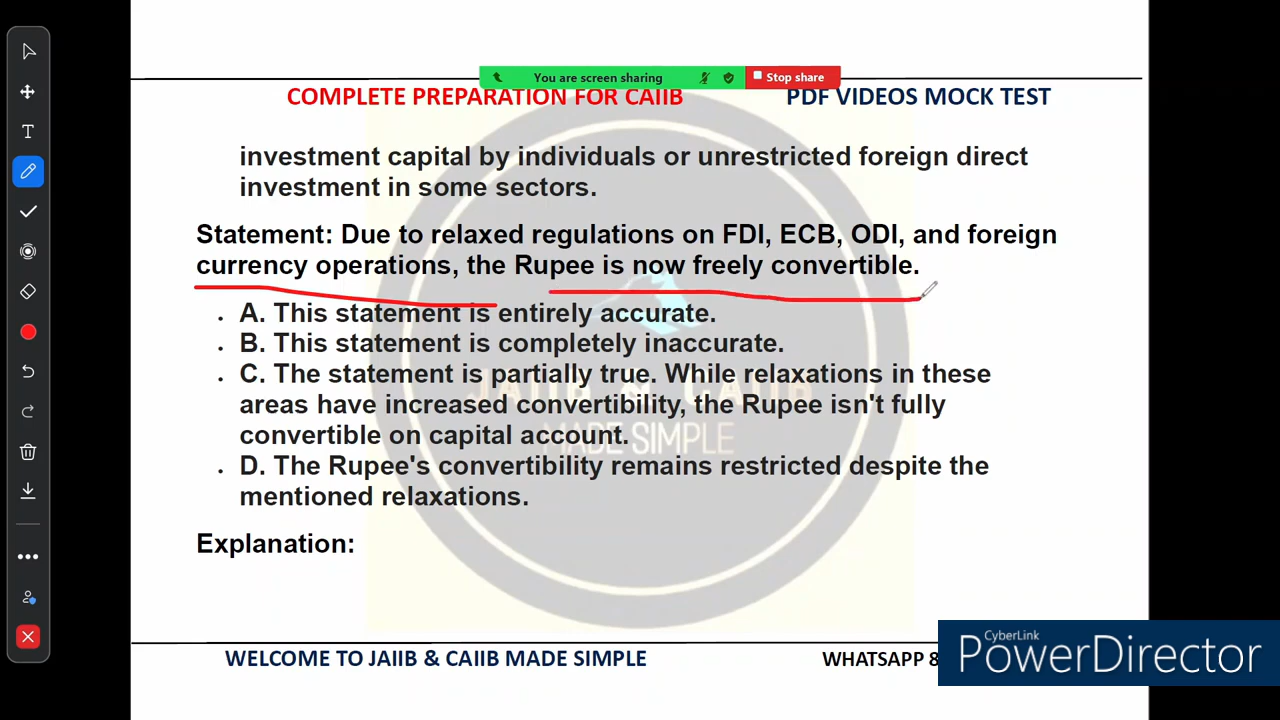 You are screen sharing
Stop share
COMPLETE PREPARATION FOR CAIIB PDF VIDEOS MOCK TEST
investment capital by individuals or unrestricted foreign direct
investment in some sectors.
Statement: Due to relaxed regulations on FDI, ECB, ODI, and foreign
currency operations, the Rupee is now freely convertible.
A. This statement is entirely accurate.
B. This statement is completely inaccurate.
C. The statement is partially true. While relaxations in these
areas have increased convertibility, the Rupee isn't fully
convertible on capital account.
D. The Rupee's convertibility remains restricted despite the
mentioned relaxations.
Explanation:
JAIIB N CAIIB
MADE SIMPLE
WELCOME TO JAIIB & CAIIB MADE SIMPLE WHATSAPP 8
CyberLink
PowerDirector